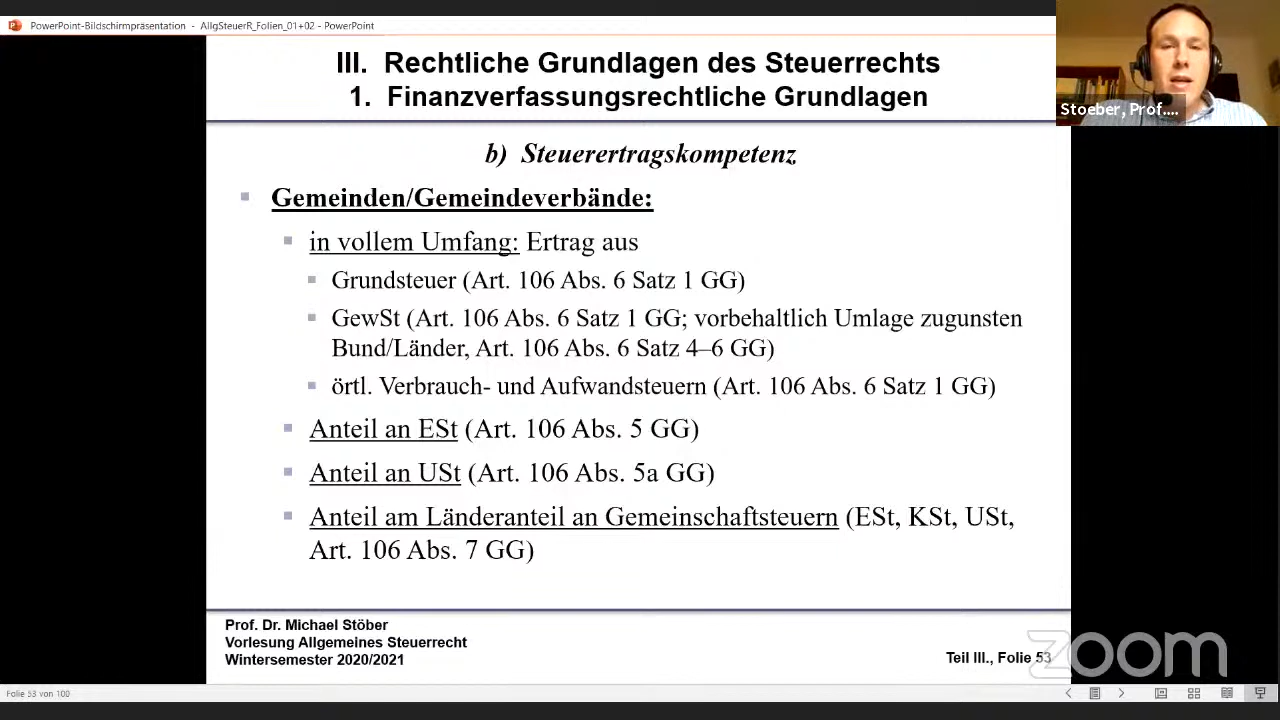 PowerPoint-Bildschirmpräsentation - AllgSteuerR_Folien_01+02 - PowerPoint
III. Rechtliche Grundlagen des Steuerrechts
1. Finanzverfassungsrechtliche Grundlagen
Stoeber, Prof....
b) Steuerertragskompetenz
Gemeinden/Gemeindeverbände:
in vollem Umfang: Ertrag aus
Grundsteuer (Art. 106 Abs. 6 Satz 1 GG)
GewSt (Art. 106 Abs. 6 Satz 1 GG; vorbehaltlich Umlage zugunsten
Bund/Länder, Art. 106 Abs. 6 Satz 4–6 GG)
örtl. Verbrauch- und Aufwandsteuern (Art. 106 Abs. 6 Satz 1 GG)
Anteil an ESt (Art. 106 Abs. 5 GG)
Anteil an USt (Art. 106 Abs. 5a GG)
Anteil am Länderanteil an Gemeinschaftsteuern (ESt, KSt, USt,
Art. 106 Abs. 7 GG)
Prof. Dr. Michael Stöber
Vorlesung Allgemeines Steuerrecht
Wintersemester 2020/2021
Teil III., Folie 53
zoom
Folie 53 von 100